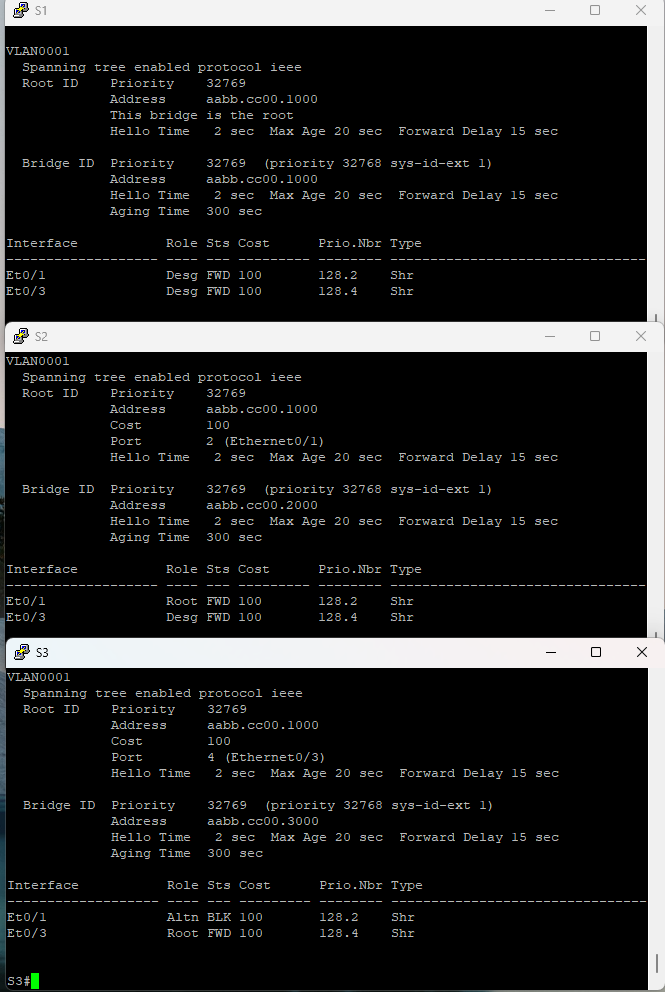 S1
VLAN0001
  Spanning tree enabled protocol ieee
  Root ID    Priority    32769
             Address     aabb.cc00.1000
             This bridge is the root
             Hello Time   2 sec  Max Age 20 sec  Forward Delay 15 sec

  Bridge ID  Priority    32769  (priority 32768 sys-id-ext 1)
             Address     aabb.cc00.1000
             Hello Time   2 sec  Max Age 20 sec  Forward Delay 15 sec
             Aging Time  300 sec

Interface           Role Sts Cost      Prio.Nbr Type
------------------- ---- --- --------- -------- --------------------------------
Et0/1               Desg FWD 100       128.2    Shr
Et0/3               Desg FWD 100       128.4    Shr
S2
VLAN0001
  Spanning tree enabled protocol ieee
  Root ID    Priority    32769
             Address     aabb.cc00.1000
             Cost        100
             Port        2 (Ethernet0/1)
             Hello Time   2 sec  Max Age 20 sec  Forward Delay 15 sec

  Bridge ID  Priority    32769  (priority 32768 sys-id-ext 1)
             Address     aabb.cc00.2000
             Hello Time   2 sec  Max Age 20 sec  Forward Delay 15 sec
             Aging Time  300 sec

Interface           Role Sts Cost      Prio.Nbr Type
------------------- ---- --- --------- -------- --------------------------------
Et0/1               Root FWD 100       128.2    Shr
Et0/3               Desg FWD 100       128.4    Shr
S3
VLAN0001
  Spanning tree enabled protocol ieee
  Root ID    Priority    32769
             Address     aabb.cc00.1000
             Cost        100
             Port        4 (Ethernet0/3)
             Hello Time   2 sec  Max Age 20 sec  Forward Delay 15 sec

  Bridge ID  Priority    32769  (priority 32768 sys-id-ext 1)
             Address     aabb.cc00.3000
             Hello Time   2 sec  Max Age 20 sec  Forward Delay 15 sec
             Aging Time  300 sec

Interface           Role Sts Cost      Prio.Nbr Type
------------------- ---- --- --------- -------- --------------------------------
Et0/1               Altn BLK 100       128.2    Shr
Et0/3               Root FWD 100       128.4    Shr

S3#